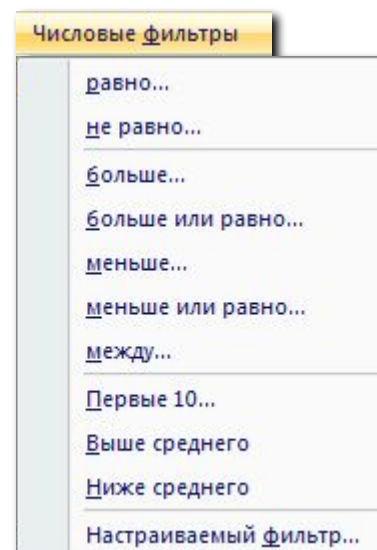 Числовые фильтры
равно...
не равно...
больше...
больше или равно...
меньше...
меньше или равно...
между...
Первые 10...
Выше среднего
Ниже среднего
Настраиваемый фильтр...